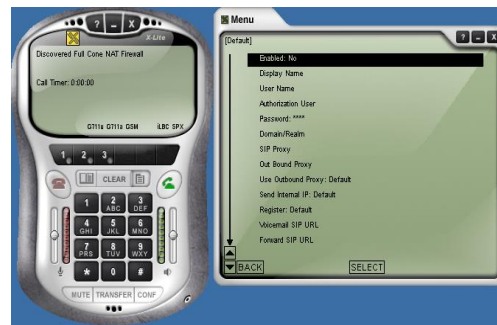 ? - X
X-Lite
Discovered Full Cone NAT Firewall
Call Timer: 0:00:00
G711u G711a GSM iLBC SPX
1 2 3
CLEAR
1
2 ABC
3 DEF
4 GHI
5 JKL
6 MNO
7 PRS
8 TUV
9 WXY
* 0 #
MUTE TRANSFER CONF
Menu
[Default]
? - X
Enabled: No
Display Name
User Name
Authorization User
Password: ****
Domain/Realm
SIP Proxy
Out Bound Proxy
Use Outbound Proxy: Default
Send Internal IP: Default
Register: Default
Voicemail SIP URL
Forward SIP URL
BACK
SELECT